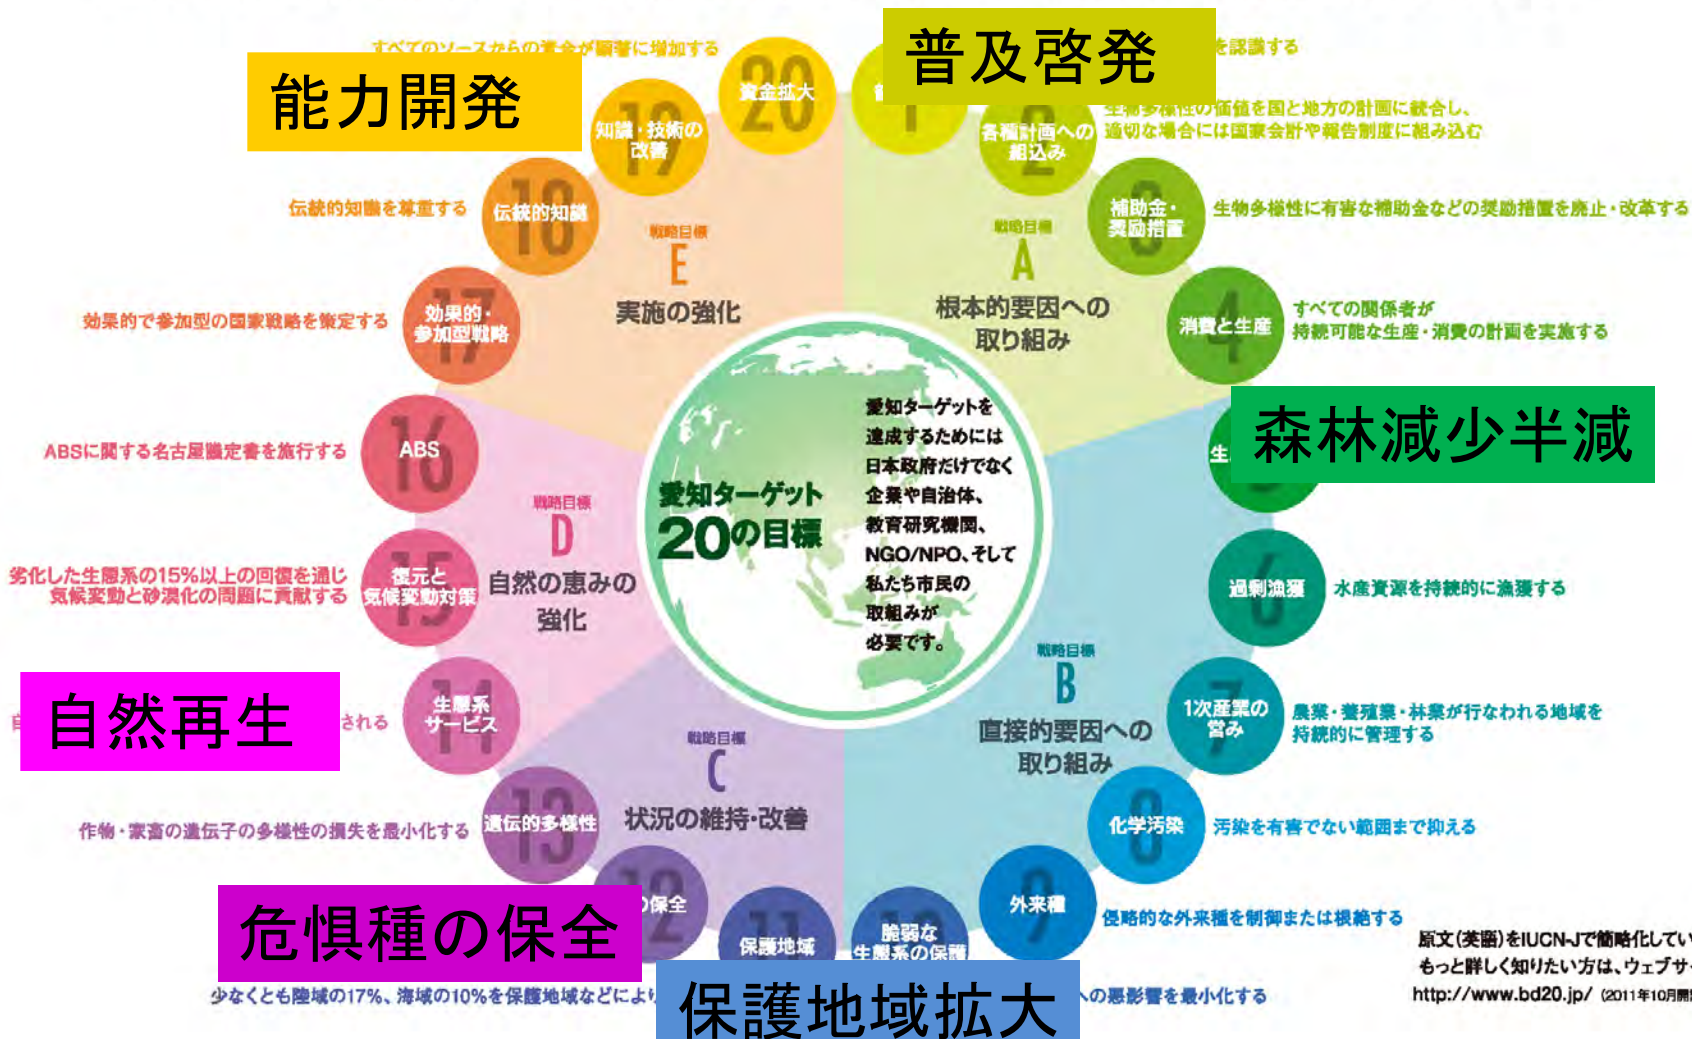 普及啓発
を認識する
1
2
各種計画への
組込み
生物多様性の価値を国と地方の計画に統合し、
適切な場合には国家会計や報告制度に組み込む
3
補助金・
奨励措置
生物多様性に有害な補助金などの奨励措置を廃止・改革する
戦略目標
A
根本的要因への
取り組み
4
消費と生産
すべての関係者が
持続可能な生産・消費の計画を実施する
森林減少半減
生
6
過剰漁獲
水産資源を持続的に漁獲する
戦略目標
B
直接的要因への
取り組み
7
1次産業の
営み
農業・養殖業・林業が行なわれる地域を
持続的に管理する
8
化学汚染
汚染を有害でない範囲まで抑える
9
外来種
侵略的な外来種を制御または根絶する
10
脆弱な
生態系の保護
への悪影響を最小化する
保護地域拡大
11
保護地域
少なくとも陸域の17%、海域の10%を保護地域などにより
戦略目標
C
状況の維持・改善
12
の保全
危惧種の保全
13
遺伝的多様性
作物・家畜の遺伝子の多様性の損失を最小化する
14
生態系
サービス
自然再生
される
戦略目標
D
自然の恵みの
強化
15
復元と
気候変動対策
劣化した生態系の15%以上の回復を通じ
気候変動と砂漠化の問題に貢献する
16
ABS
ABSに関する名古屋議定書を施行する
戦略目標
E
実施の強化
17
効果的・
参加型戦略
効果的で参加型の国家戦略を策定する
18
伝統的知識
伝統的知識を尊重する
19
知識・技術の
改善
能力開発
20
資金拡大
すべてのソースからの資金が顕著に増加する
愛知ターゲット
20の目標
愛知ターゲットを
達成するためには
日本政府だけでなく
企業や自治体、
教育研究機関、
NGO/NPO、そして
私たち市民の
取組みが
必要です。
原文(英語)をIUCN-Jで簡略化してい
もっと詳しく知りたい方は、ウェブサ
http://www.bd20.jp/ (2011年10月開